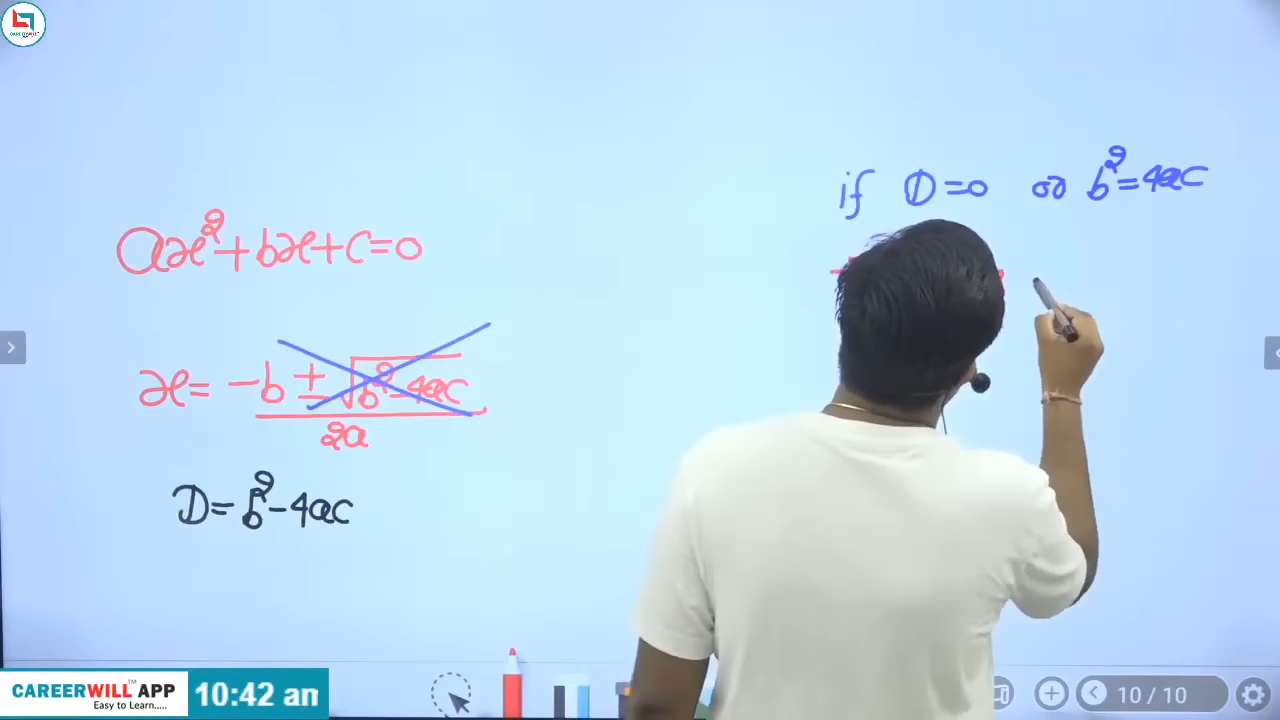 CAREERWILL
if D=0 or b²=4ac
ax²+bx+c=0
x= -b ± √b²-4ac
2a
D= b²-4ac
CAREERWILL™ APP
Easy to Learn.....
10:42 am
10 / 10